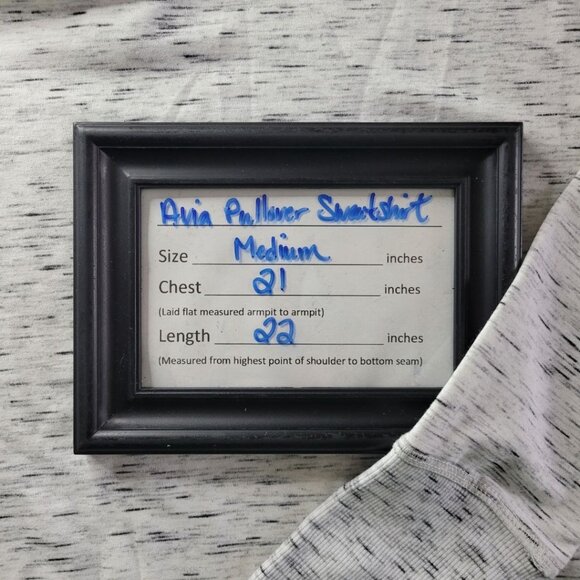 Avia Pullover Sweatshirt
Size Medium inches
Chest 21 inches
(Laid flat measured armpit to armpit)
Length 22 inches
(Measured from highest point of shoulder to bottom seam)